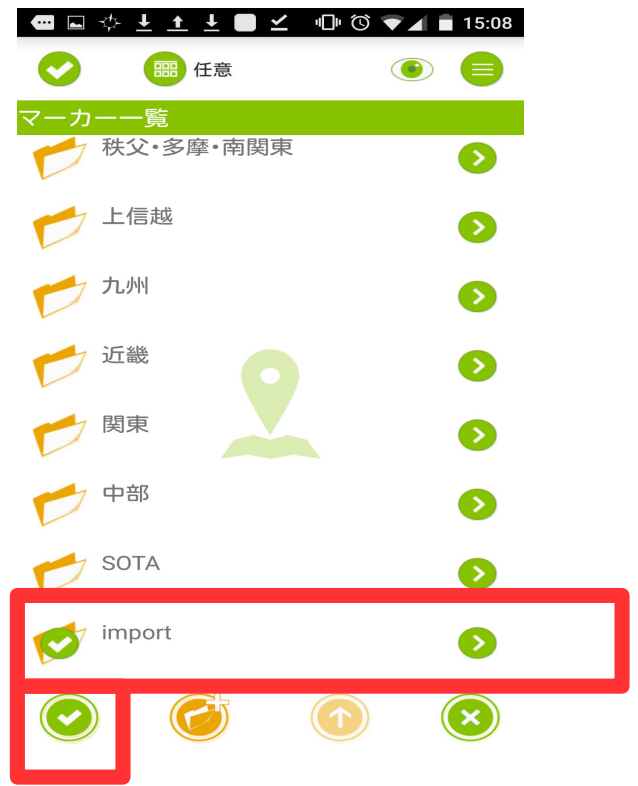 15:08
任意
マーカー一覧
秩父・多摩・南関東
上信越
九州
近畿
関東
中部
SOTA
import